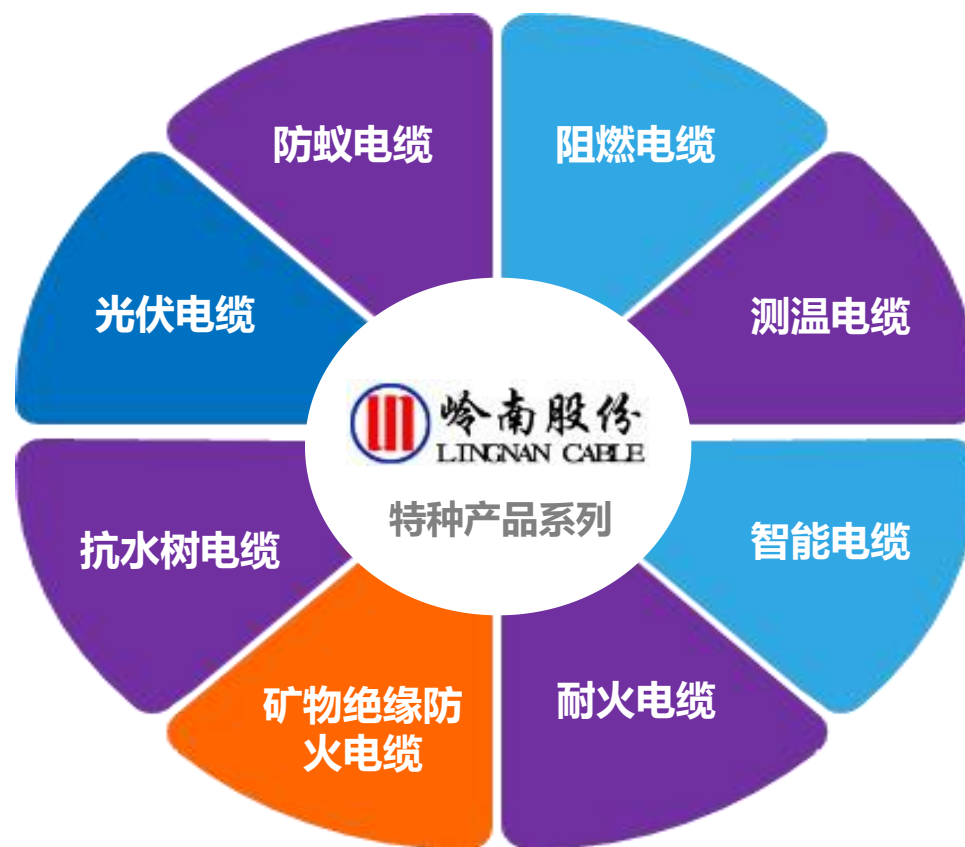 防蚁电缆
阻燃电缆
光伏电缆
测温电缆
岭南股份
LINGNAN CABLE
特种产品系列
抗水树电缆
智能电缆
矿物绝缘防
火电缆
耐火电缆